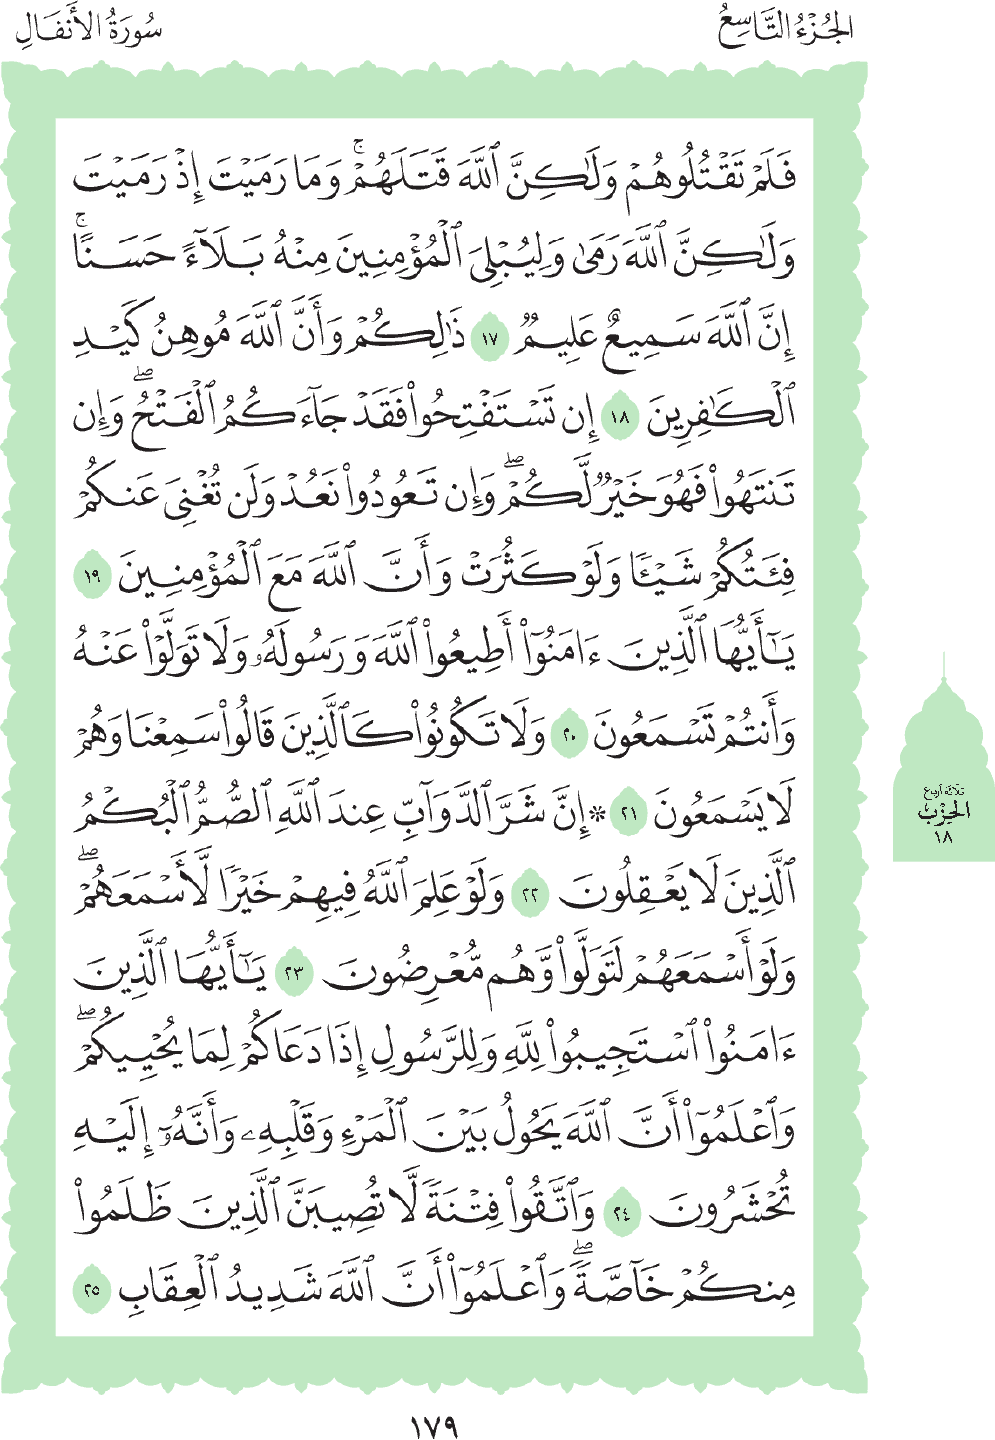 الجُزْءُ التَّاسِعُ
سُورَةُ الأَنفَالِ
فَلَمْ تَقْتُلُوهُمْ وَلَٰكِنَّ ٱللَّهَ قَتَلَهُمْۚ وَمَا رَمَيْتَ إِذْ رَمَيْتَ
وَلَٰكِنَّ ٱللَّهَ رَمَىٰ وَلِيُبْلِىَ ٱلْمُؤْمِنِينَ مِنْهُ بَلَآءً حَسَنًاۚ
إِنَّ ٱللَّهَ سَمِيعٌ عَلِيمٌ ١٧ ذَٰلِكُمْ وَأَنَّ ٱللَّهَ مُوهِنُ كَيْدِ
ٱلْكَٰفِرِينَ ١٨ إِن تَسْتَفْتِحُوا۟ فَقَدْ جَآءَكُمُ ٱلْفَتْحُۖ وَإِن
تَنتَهُوا۟ فَهُوَ خَيْرٌ لَّكُمْۖ وَإِن تَعُودُوا۟ نَعُدْ وَلَن تُغْنِىَ عَنكُمْ
فِئَتُكُمْ شَيْـًٔا وَلَوْ كَثُرَتْ وَأَنَّ ٱللَّهَ مَعَ ٱلْمُؤْمِنِينَ ١٩
يَٰٓأَيُّهَا ٱلَّذِينَ ءَامَنُوٓا۟ أَطِيعُوا۟ ٱللَّهَ وَرَسُولَهُۥ وَلَا تَوَلَّوْا۟ عَنْهُ
وَأَنتُمْ تَسْمَعُونَ ٢٠ وَلَا تَكُونُوا۟ كَٱلَّذِينَ قَالُوا۟ سَمِعْنَا وَهُمْ
لَا يَسْمَعُونَ ٢١ ۞ إِنَّ شَرَّ ٱلدَّوَآبِّ عِندَ ٱللَّهِ ٱلصُّمُّ ٱلْبُكْمُ
ٱلَّذِينَ لَا يَعْقِلُونَ ٢٢ وَلَوْ عَلِمَ ٱللَّهُ فِيهِمْ خَيْرًا لَّأَسْمَعَهُمْۖ
وَلَوْ أَسْمَعَهُمْ لَتَوَلَّوا۟ وَّهُم مُّعْرِضُونَ ٢٣ يَٰٓأَيُّهَا ٱلَّذِينَ
ءَامَنُوا۟ ٱسْتَجِيبُوا۟ لِلَّهِ وَلِلرَّسُولِ إِذَا دَعَاكُمْ لِمَا يُحْيِيكُمْۖ
وَٱعْلَمُوٓا۟ أَنَّ ٱللَّهَ يَحُولُ بَيْنَ ٱلْمَرْءِ وَقَلْبِهِۦ وَأَنَّهُۥٓ إِلَيْهِ
تُحْشَرُونَ ٢٤ وَٱتَّقُوا۟ فِتْنَةً لَّا تُصِيبَنَّ ٱلَّذِينَ ظَلَمُوا۟
مِنكُمْ خَآصَّةًۖ وَٱعْلَمُوٓا۟ أَنَّ ٱللَّهَ شَدِيدُ ٱلْعِقَابِ ٢٥
ثلاثة أرباع
الحِزْب
١٨
١٧٩